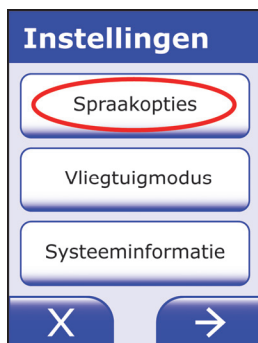 Instellingen
Spraakopties
Vliegtuigmodus
Systeeminformatie
X →